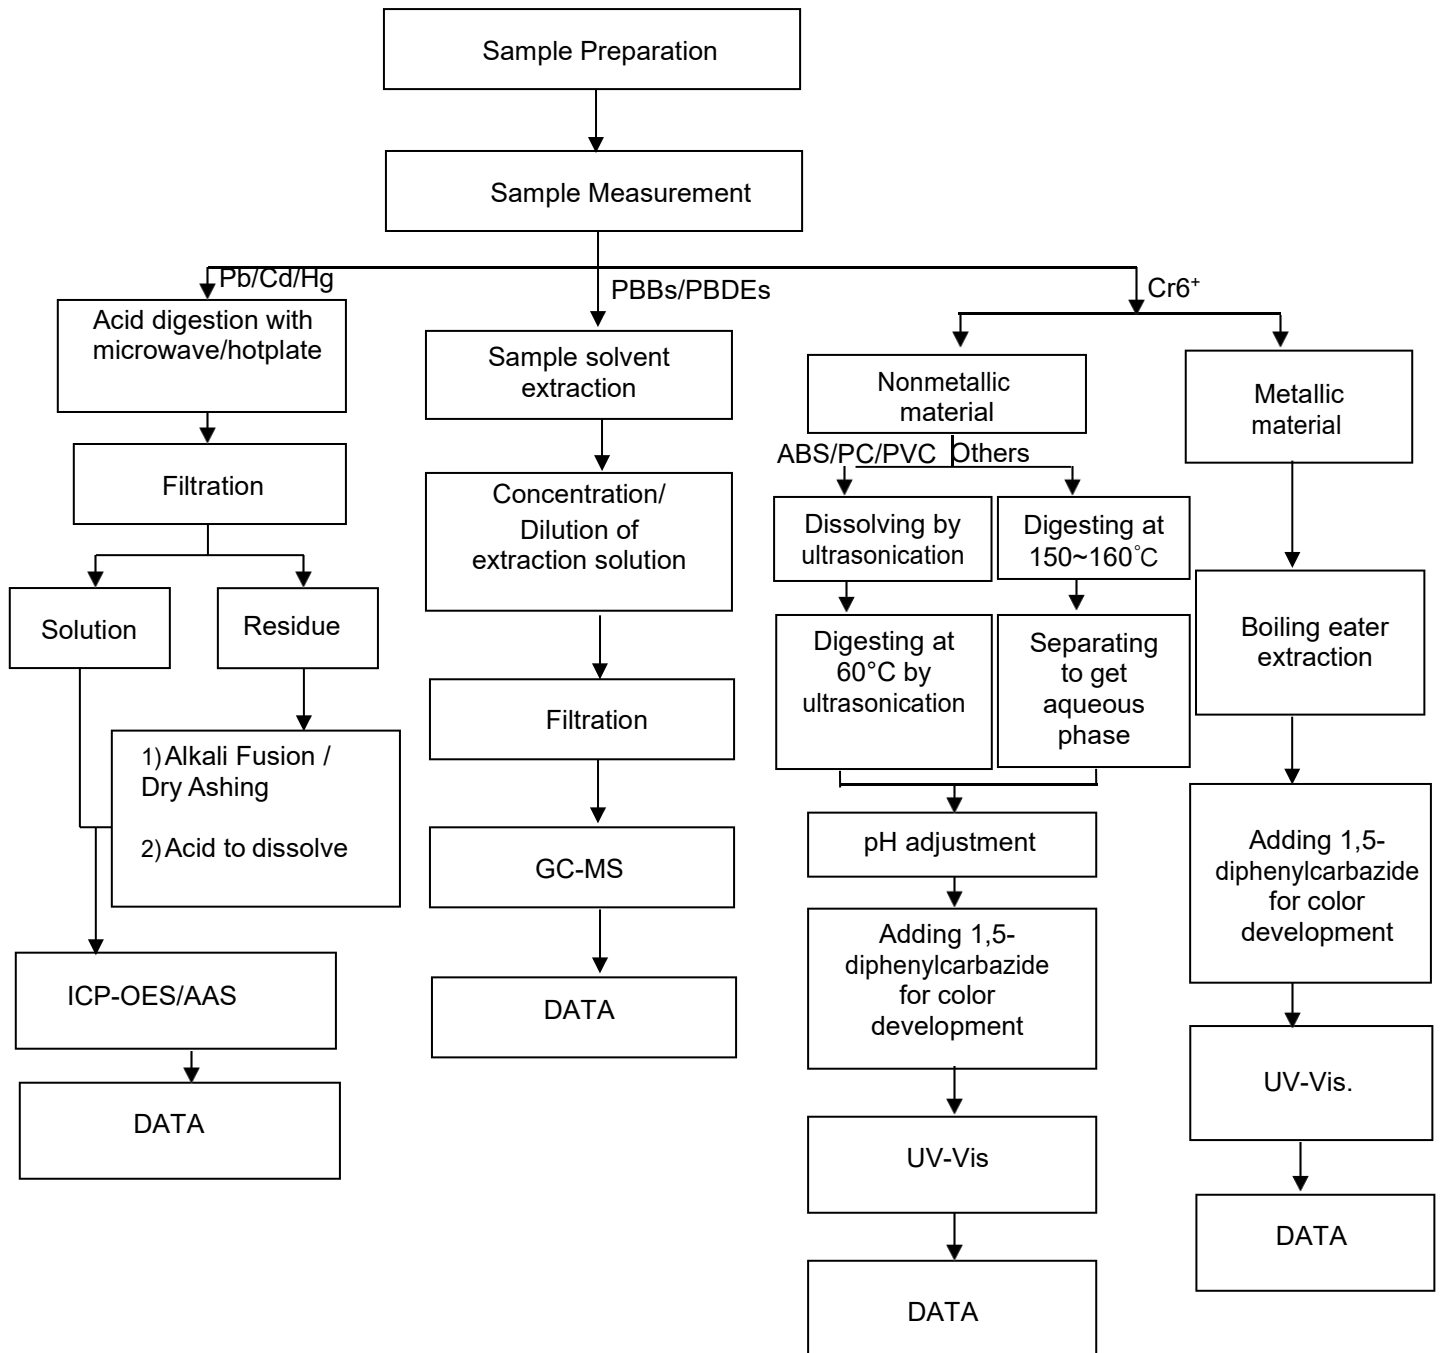 Sample Preparation
Sample Measurement
Pb/Cd/Hg
PBBs/PBDEs
Cr6⁺
Acid digestion with
microwave/hotplate
Filtration
Solution
Residue
1)Alkali Fusion /
Dry Ashing
2)Acid to dissolve
ICP-OES/AAS
DATA
Sample solvent
extraction
Concentration/
Dilution of
extraction solution
Filtration
GC-MS
DATA
Nonmetallic
material
ABS/PC/PVC
Others
Dissolving by
ultrasonication
Digesting at
60°C by
ultrasonication
Digesting at
150~160℃
Separating
to get
aqueous
phase
pH adjustment
Adding 1,5-
diphenylcarbazide
for color
development
UV-Vis
DATA
Metallic
material
Boiling eater
extraction
Adding 1,5-
diphenylcarbazide
for color
development
UV-Vis.
DATA